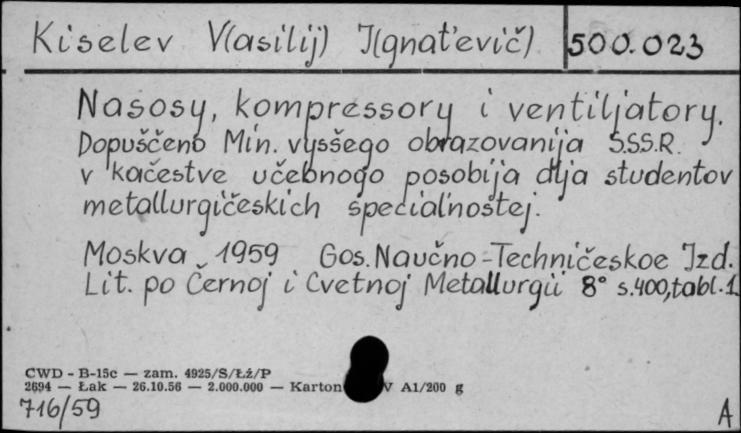 Kiselev V(asilij) I(gnat'evič) 500.023
Nasosy, kompressory i ventiljatory.
Dopuščeno Min. vysšego obrazovanija S.S.S.R.
v kačestve učebnogo posobija dlja studentov
metallurgičeskich special'nostej.
Moskva 1959 Gos. Naučno-Techničeskoe Izd.
Lit. po Černoj i Cvetnoj Metallurgii 8° s.400, tabl.1.
CWD - B-15c — zam. 4925/S/Łź/P
2694 — Łak — 26.10.56 — 2.000.000 — Karton V A1/200 g
716/59 A